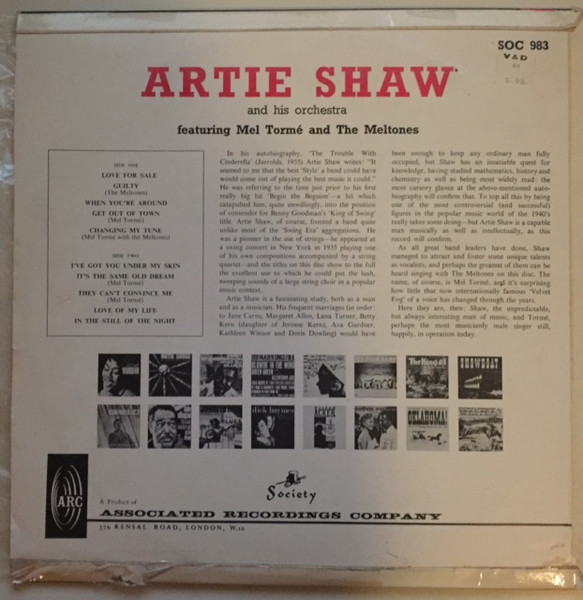 SOC 983
V & D
ARTIE SHAW
and his orchestra
featuring Mel Tormé and The Meltones
SIDE ONE
LOVE FOR SALE
GUILTY
(The Meltones)
WHEN YOU'RE AROUND
GET OUT OF TOWN
(Mel Tormé)
CHANGING MY TUNE
(Mel Tormé with the Meltones)
SIDE TWO
I'VE GOT YOU UNDER MY SKIN
IT'S THE SAME OLD DREAM
(Mel Tormé)
THEY CAN'T CONVINCE ME
(Mel Tormé)
LOVE OF MY LIFE
IN THE STILL OF THE NIGHT
In his autobiography, 'The Trouble With
Cinderella' (Jarrolds, 1955) Artie Shaw writes: "It
seemed to me that the best 'Style' a band could have
would come out of playing the best music it could."
He was referring to the time just prior to his first
really big hit 'Begin the Beguine'—a hit which
catapulted him, quite unwillingly, into the position
of contender for Benny Goodman's 'King of Swing'
title. Artie Shaw, of course, fronted a band quite
unlike most of the 'Swing Era' aggregations. He
was a pioneer in the use of strings—he appeared at
a swing concert in New York in 1935 playing one
of his own compositions accompanied by a string
quartet—and the titles on this disc show to the full
the excellent use to which he could put the lush,
sweeping sounds of a large string choir in a popular
music context.
Artie Shaw is a fascinating study, both as a man
and as a musician. His frequent marriages (in order:
to Jane Carns, Margaret Allen, Lana Turner, Betty
Kern (daughter of Jerome Kern), Ava Gardner,
Kathleen Winsor and Doris Dowling) would have
been enough to keep any ordinary man fully
occupied, but Shaw has an insatiable quest for
knowledge, having studied mathematics, history and
chemistry as well as being most widely read: the
most cursory glance at the above-mentioned auto-
biography will confirm that. To top all this by being
one of the most controversial (and successful)
figures in the popular music world of the 1940's
really takes some doing—but Artie Shaw is a capable
man musically as well as intellectually, as this
record will confirm.
As all great band leaders have done, Shaw
managed to attract and foster some unique talents
as vocalists, and perhaps the greatest of them can be
heard singing with The Meltones on this disc. The
name, of course, is Mel Tormé, and it's surprising
how little that now internationally famous 'Velvet
Fog' of a voice has changed through the years.
Here they are, then: Shaw, the unpredictable,
but always interesting man of music, and Tormé,
perhaps the most musicianly male singer still,
happily, in operation today.
BLOWIN' IN THE WIND
The King & I
SHOWBOAT
dick haymes
OKLAHOMA!
ARC
Society
A Product of
ASSOCIATED RECORDINGS COMPANY
326 KENSAL ROAD, LONDON, W.10